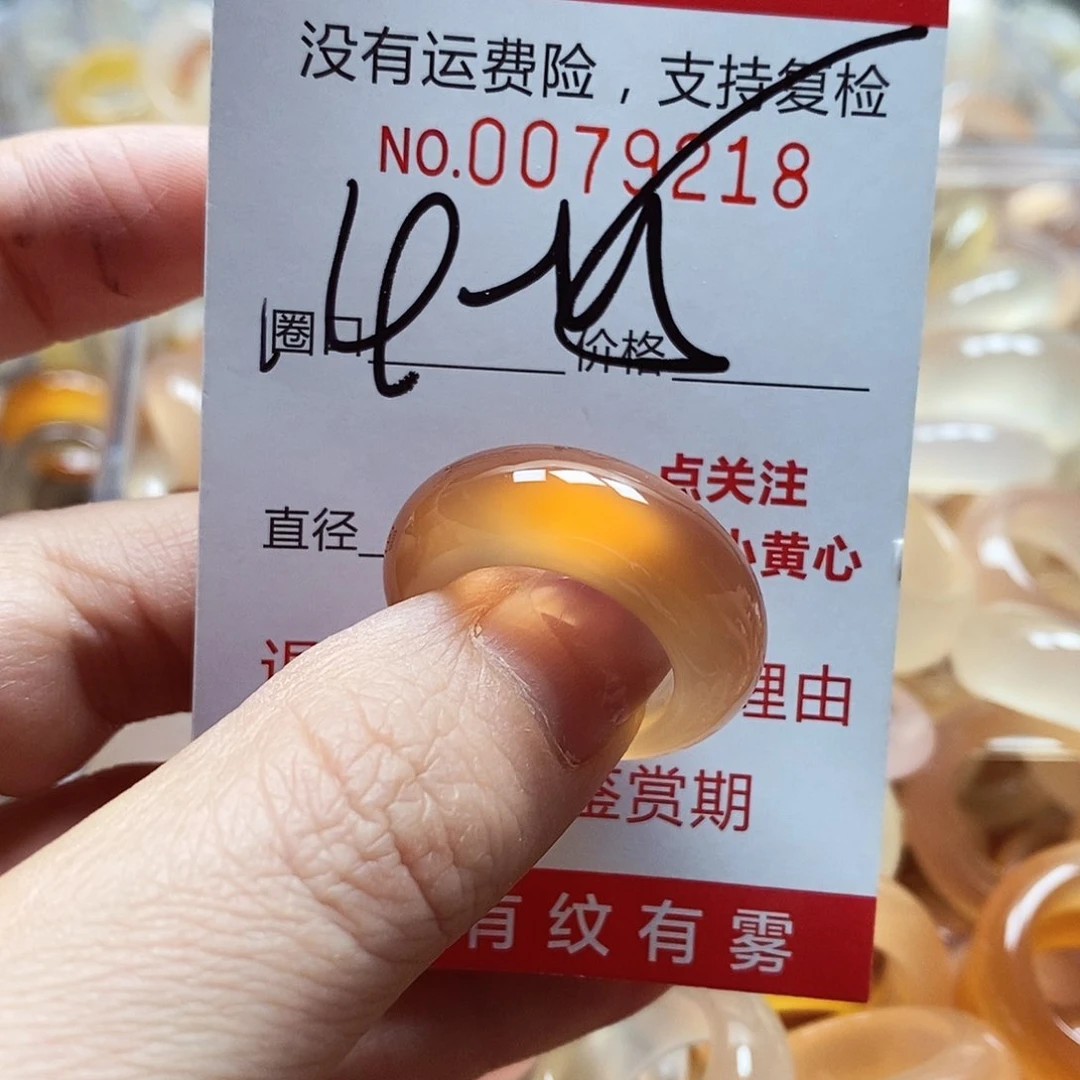 没有运费险，支持复检
NO.0079218
圈口 价格
点关注
直径 小黄心
理由
鉴赏期
有纹有雾